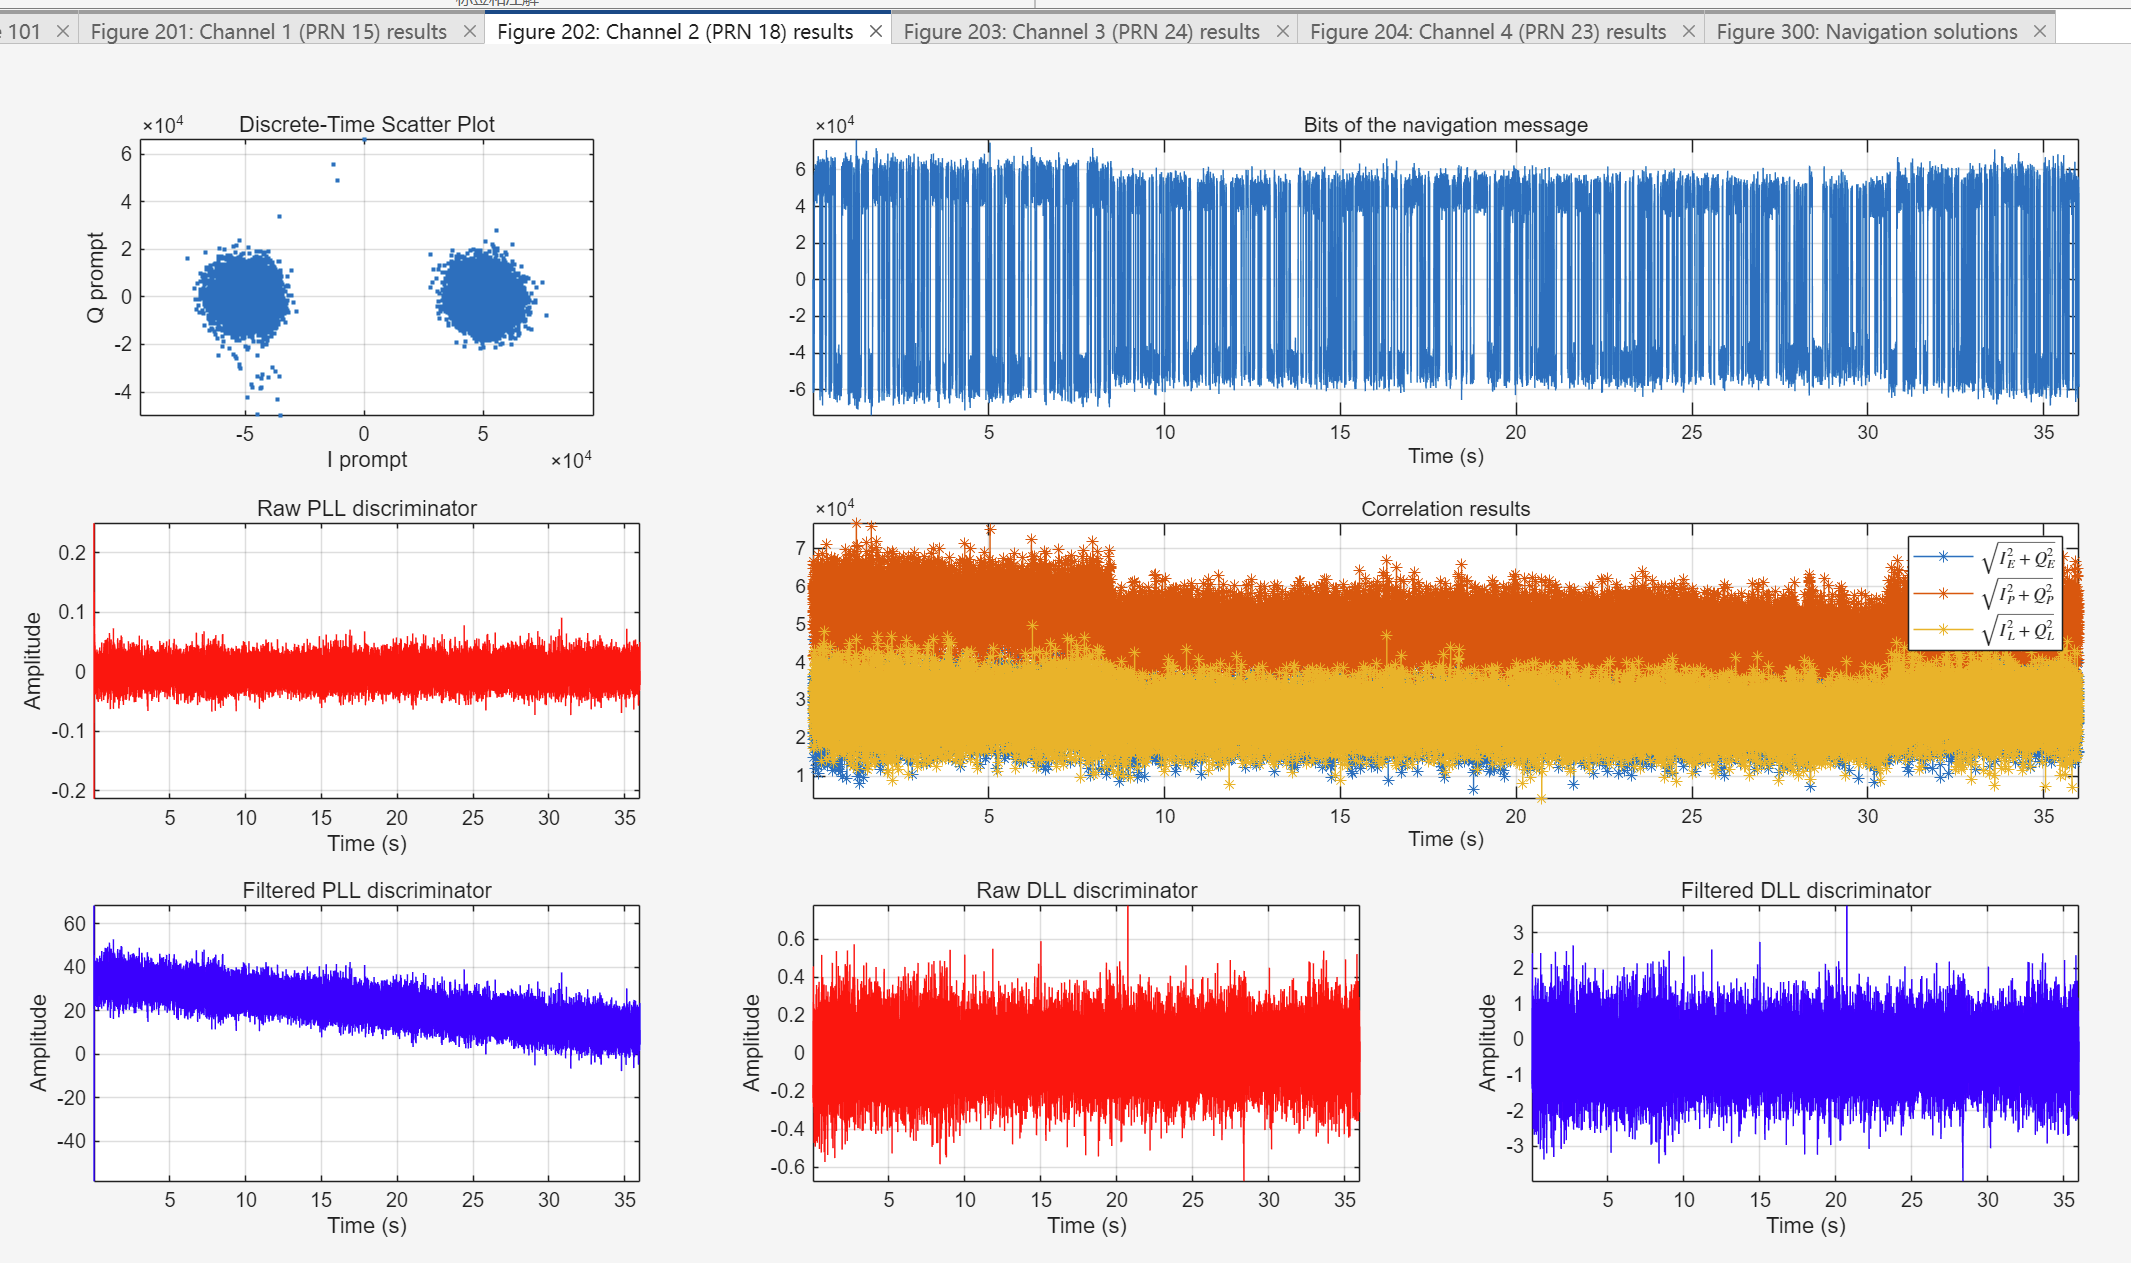 标签和注解
e 101
Figure 201: Channel 1 (PRN 15) results
Figure 202: Channel 2 (PRN 18) results
Figure 203: Channel 3 (PRN 24) results
Figure 204: Channel 4 (PRN 23) results
Figure 300: Navigation solutions
Discrete-Time Scatter Plot
×10⁴
6
4
2
0
-2
-4
Q prompt
-5 0 5
I prompt
×10⁴
Bits of the navigation message
×10⁴
6
4
2
0
-2
-4
-6
5 10 15 20 25 30 35
Time (s)
Raw PLL discriminator
0.2
0.1
0
-0.1
-0.2
Amplitude
5 10 15 20 25 30 35
Time (s)
Correlation results
×10⁴
7
6
5
4
3
2
1
√(I_E² + Q_E²)
√(I_P² + Q_P²)
√(I_L² + Q_L²)
5 10 15 20 25 30 35
Time (s)
Filtered PLL discriminator
60
40
20
0
-20
-40
Amplitude
5 10 15 20 25 30 35
Time (s)
Raw DLL discriminator
0.6
0.4
0.2
0
-0.2
-0.4
-0.6
Amplitude
5 10 15 20 25 30 35
Time (s)
Filtered DLL discriminator
3
2
1
0
-1
-2
-3
Amplitude
5 10 15 20 25 30 35
Time (s)